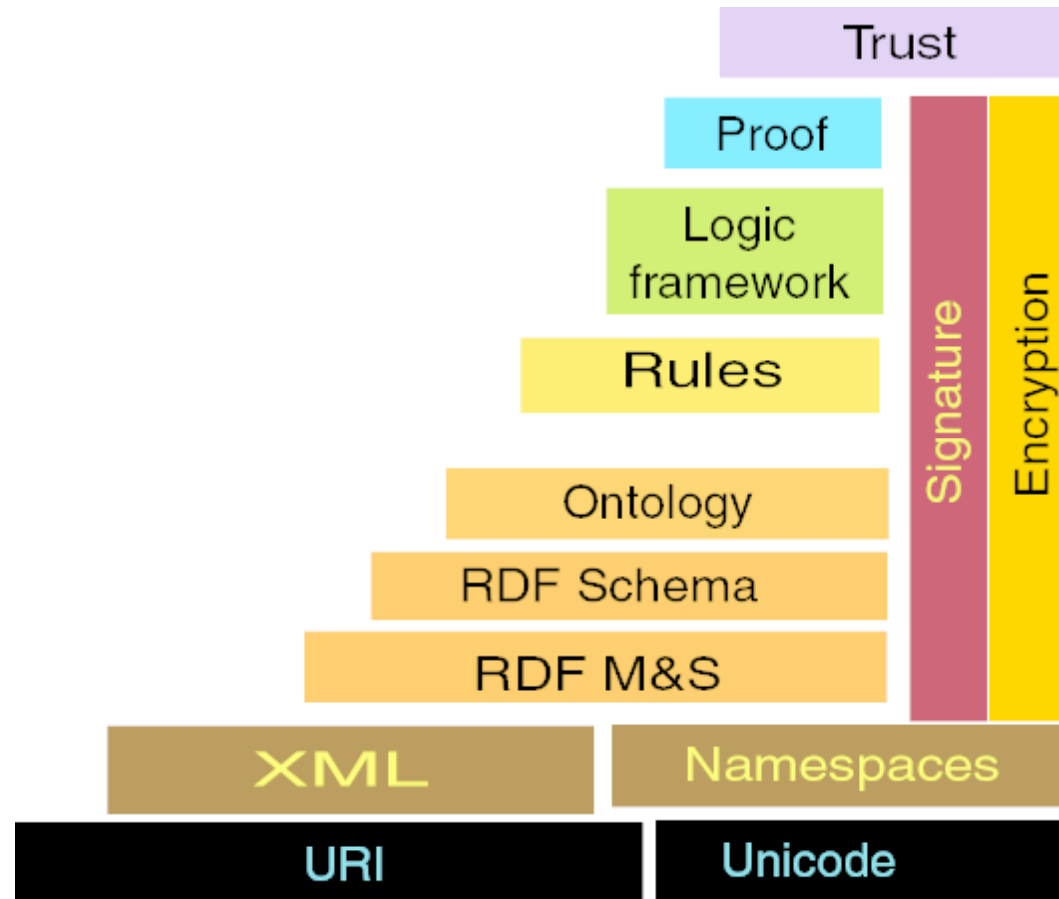 Trust
Proof
Logic
framework
Rules
Ontology
RDF Schema
RDF M&S
Signature
Encryption
XML
Namespaces
URI
Unicode